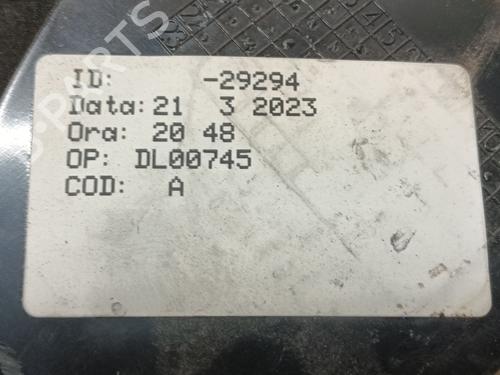 ID: -29294
Data: 21 3 2023
Ora: 20 48
OP: DL00745
COD: A